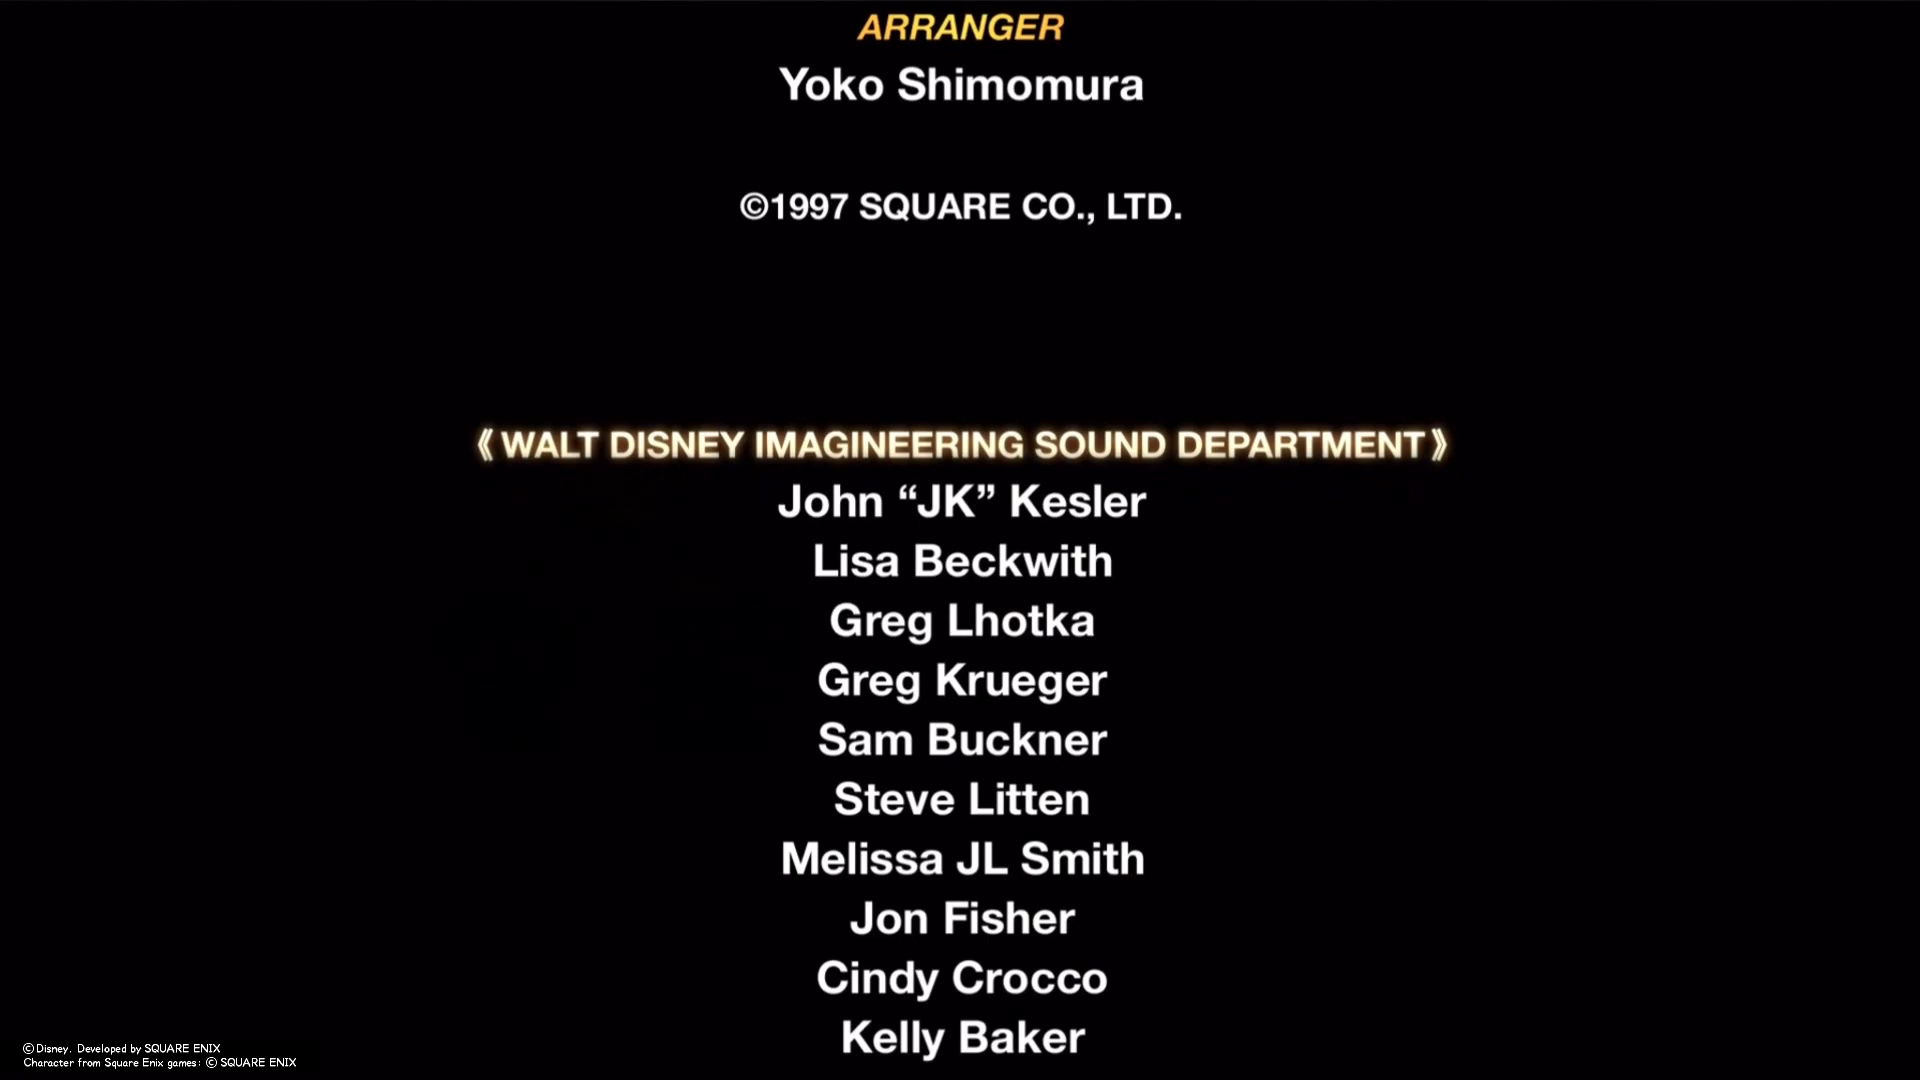 ARRANGER
Yoko Shimomura
©1997 SQUARE CO., LTD.
《WALT DISNEY IMAGINEERING SOUND DEPARTMENT》
John “JK” Kesler
Lisa Beckwith
Greg Lhotka
Greg Krueger
Sam Buckner
Steve Litten
Melissa JL Smith
Jon Fisher
Cindy Crocco
Kelly Baker
©Disney. Developed by SQUARE ENIX
Character from Square Enix games: © SQUARE ENIX